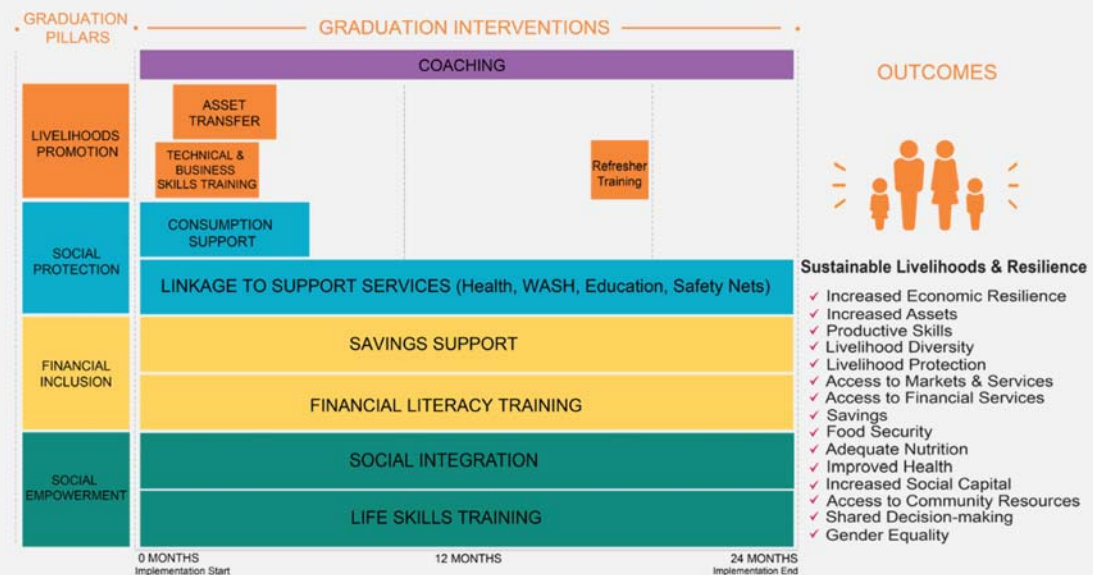 GRADUATION
PILLARS
GRADUATION INTERVENTIONS
COACHING
OUTCOMES
LIVELIHOODS
PROMOTION
ASSET
TRANSFER
TECHNICAL &
BUSINESS
SKILLS TRAINING
Refresher
Training
SOCIAL
PROTECTION
CONSUMPTION
SUPPORT
LINKAGE TO SUPPORT SERVICES (Health, WASH, Education, Safety Nets)
FINANCIAL
INCLUSION
SAVINGS SUPPORT
FINANCIAL LITERACY TRAINING
SOCIAL
EMPOWERMENT
SOCIAL INTEGRATION
LIFE SKILLS TRAINING
0 MONTHS
Implementation Start
12 MONTHS
24 MONTHS
Implementation End
Sustainable Livelihoods & Resilience
✓ Increased Economic Resilience
✓ Increased Assets
✓ Productive Skills
✓ Livelihood Diversity
✓ Livelihood Protection
✓ Access to Markets & Services
✓ Access to Financial Services
✓ Savings
✓ Food Security
✓ Adequate Nutrition
✓ Improved Health
✓ Increased Social Capital
✓ Access to Community Resources
✓ Shared Decision-making
✓ Gender Equality